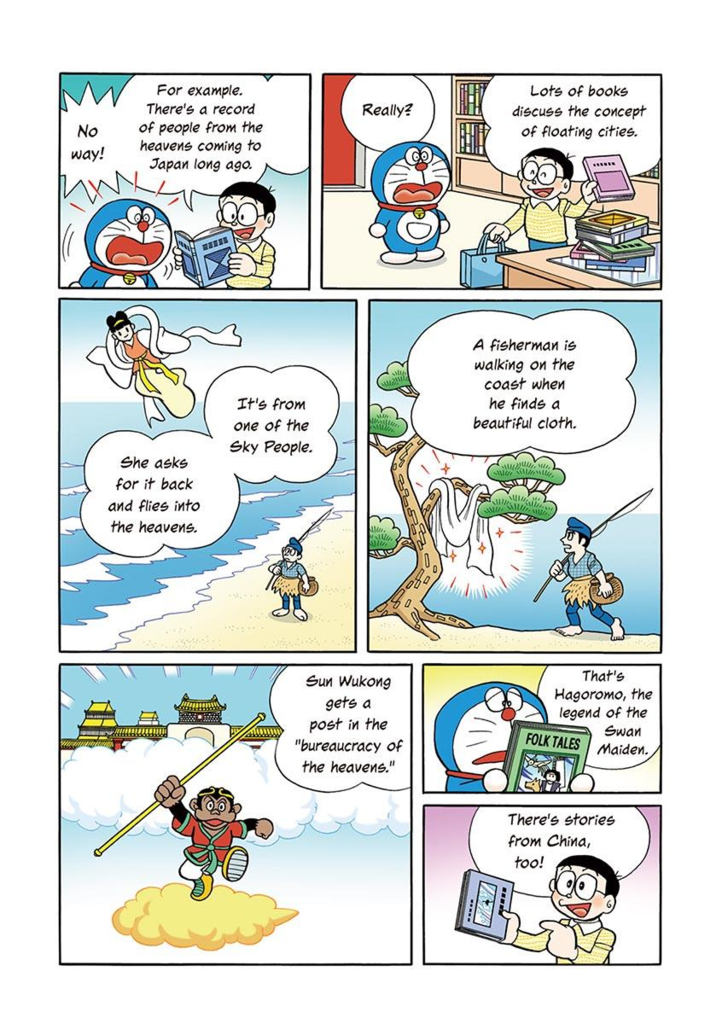 Lots of books
discuss the concept
of floating cities.
Really?
For example.
There's a record
of people from the
heavens coming to
Japan long ago.
No
way!
A fisherman is
walking on the
coast when
he finds a
beautiful cloth.
It's from
one of the
Sky People.
She asks
for it back
and flies into
the heavens.
That's
Hagoromo, the
legend of the
Swan
Maiden.
FOLK TALES
There's stories
from China,
too!
Sun Wukong
gets a
post in the
"bureaucracy of
the heavens."